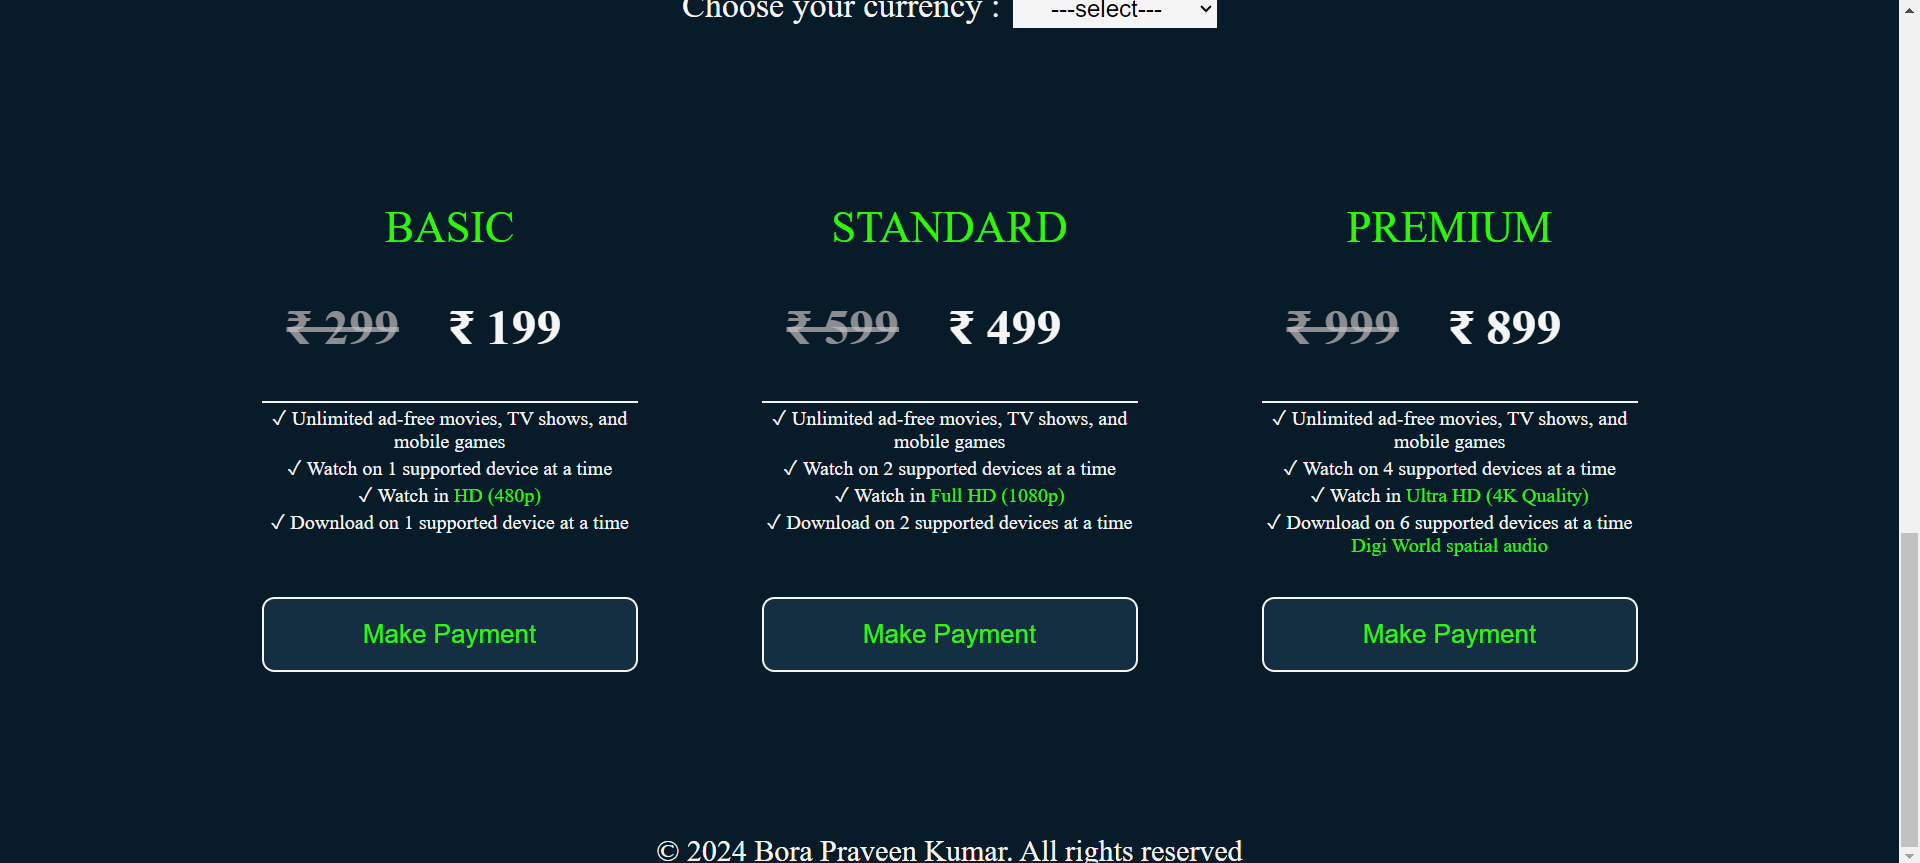 Choose your currency : ---select---
BASIC
₹ 299 ₹ 199
✓ Unlimited ad-free movies, TV shows, and
mobile games
✓ Watch on 1 supported device at a time
✓ Watch in HD (480p)
✓ Download on 1 supported device at a time
Make Payment
STANDARD
₹ 599 ₹ 499
✓ Unlimited ad-free movies, TV shows, and
mobile games
✓ Watch on 2 supported devices at a time
✓ Watch in Full HD (1080p)
✓ Download on 2 supported devices at a time
Make Payment
PREMIUM
₹ 999 ₹ 899
✓ Unlimited ad-free movies, TV shows, and
mobile games
✓ Watch on 4 supported devices at a time
✓ Watch in Ultra HD (4K Quality)
✓ Download on 6 supported devices at a time
Digi World spatial audio
Make Payment
© 2024 Bora Praveen Kumar. All rights reserved